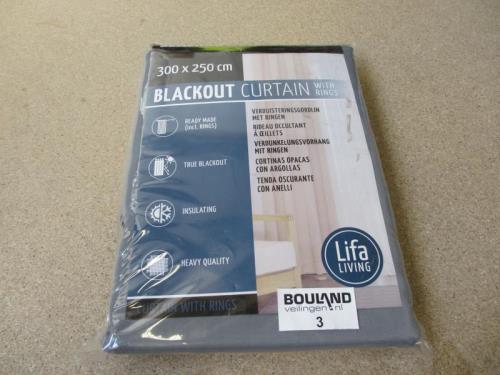 300 x 250 cm
BLACKOUT CURTAIN WITH RINGS
VERDUISTERINGSGORDIJN
MET RINGEN
RIDEAU OCCULTANT
À ŒILLETS
VERDUNKELUNGSVORHANG
MIT RINGEN
CORTINAS OPACAS
CON ARGOLLAS
TENDA OSCURANTE
CON ANELLI
READY MADE
(incl. RINGS)
TRUE BLACKOUT
INSULATING
HEAVY QUALITY
Lifa
LIVING
CURTAIN WITH RINGS
BOULAND
veilingen.nl
3